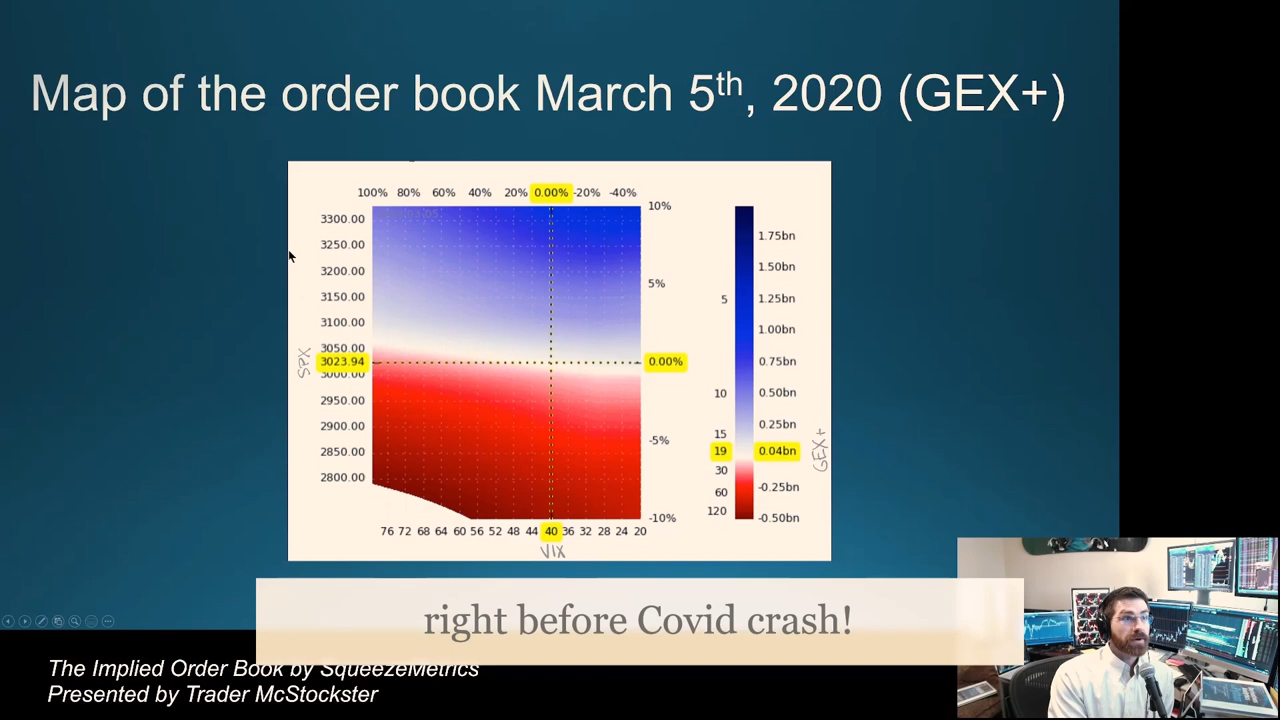 Map of the order book March 5th, 2020 (GEX+)
100% 80% 60% 40% 20% 0.00% -20% -40%
3300.00
3250.00
3200.00
3150.00
3100.00
3050.00
3023.94
3000.00
2950.00
2900.00
2850.00
2800.00
SPX
10%
5%
0.00%
-5%
-10%
76 72 68 64 60 56 52 48 44 40 36 32 28 24 20
VIX
5
10
15
19
30
60
120
1.75bn
1.50bn
1.25bn
1.00bn
0.75bn
0.50bn
0.25bn
0.04bn
-0.25bn
-0.50bn
GEX+
right before Covid crash!
The Implied Order Book by SqueezeMetrics
Presented by Trader McStockster